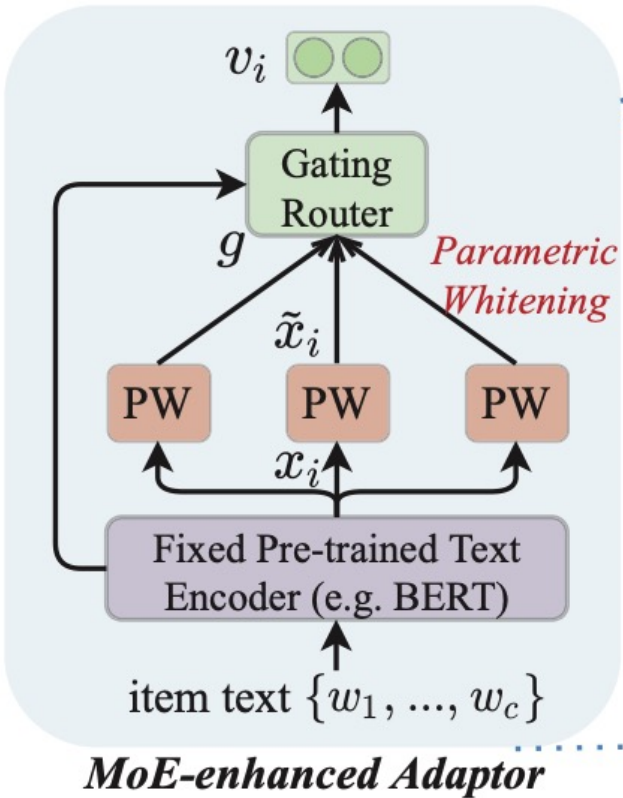 v_i
Gating
Router
g
Parametric
Whitening
x̃_i
PW PW PW
x_i
Fixed Pre-trained Text
Encoder (e.g. BERT)
item text {w_1, ..., w_c}
MoE-enhanced Adaptor